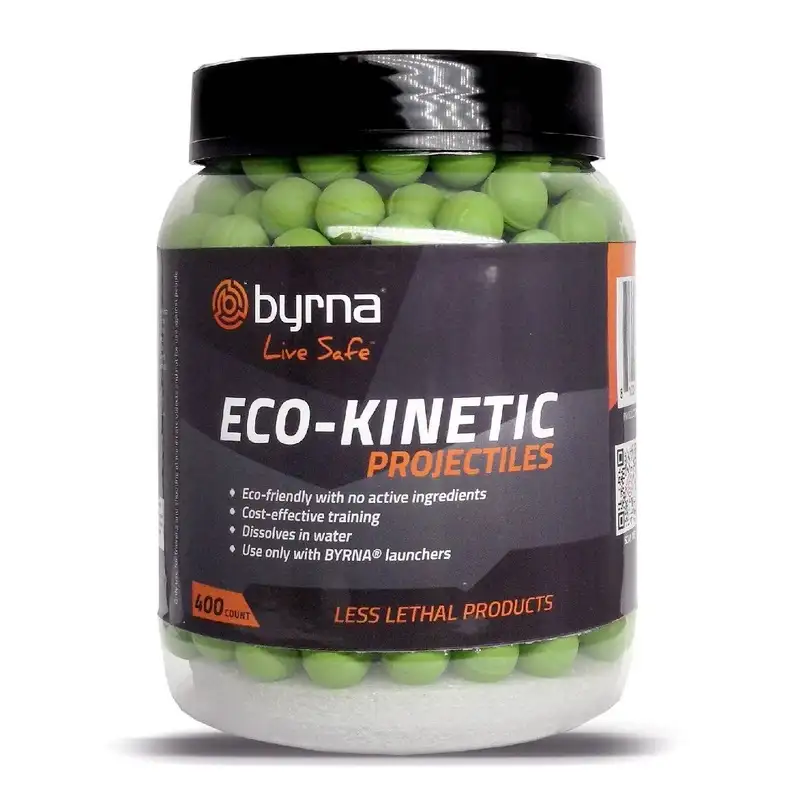 byrna
Live Safe™
ECO-KINETIC
PROJECTILES
♦ Eco-friendly with no active ingredients
♦ Cost-effective training
♦ Dissolves in water
♦ Use only with BYRNA® launchers
400 COUNT
LESS LETHAL PRODUCTS